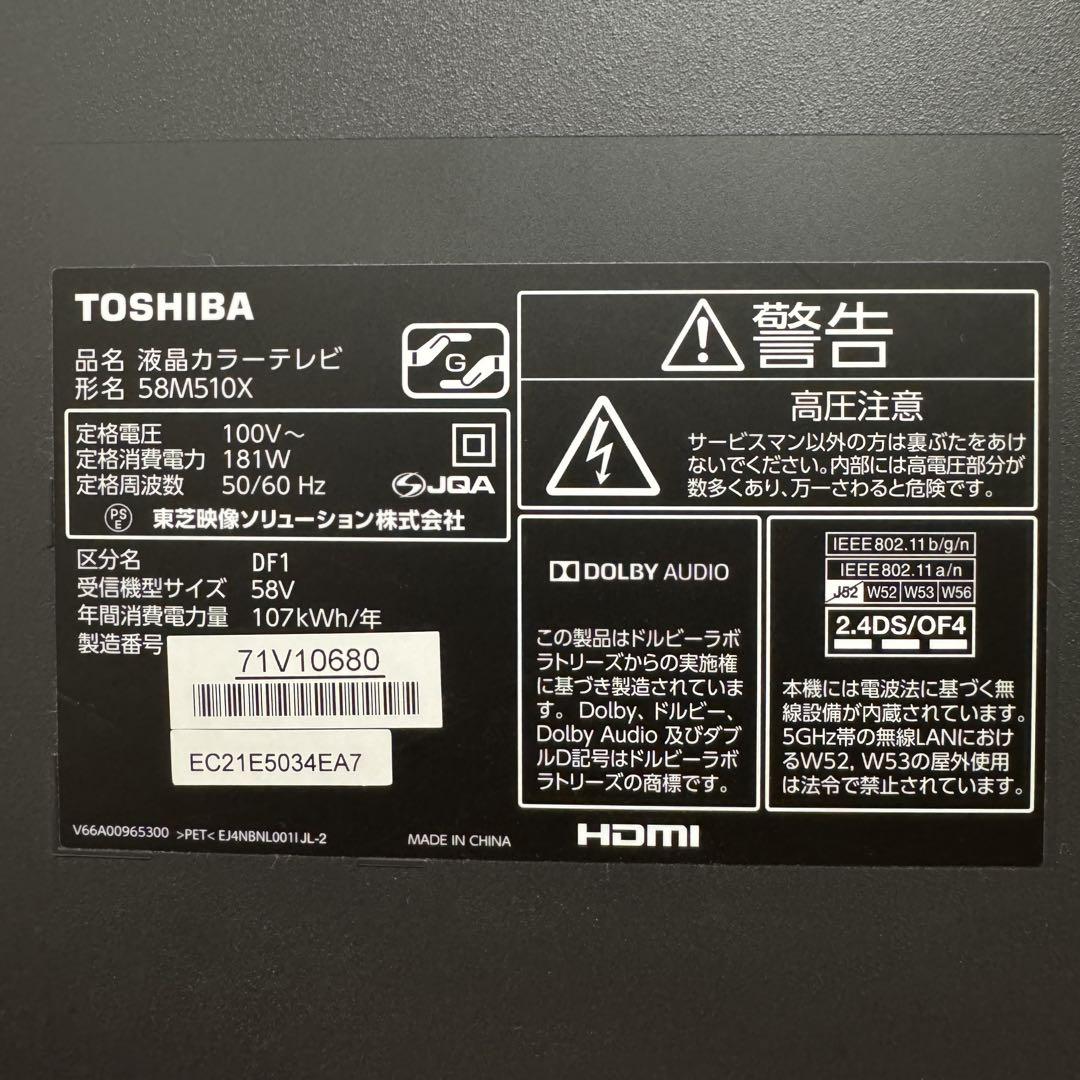 TOSHIBA
品名 液晶カラーテレビ
形名 58M510X
G
定格電圧 100V～
定格消費電力 181W
定格周波数 50/60 Hz
JQA
PS
E
東芝映像ソリューション株式会社
区分名 DF1
受信機型サイズ 58V
年間消費電力量 107kWh/年
製造番号
71V10680
EC21E5034EA7
V66A00965300 >PET< EJ4NBNL001I JL-2
MADE IN CHINA
警告
高圧注意
サービスマン以外の方は裏ぶたをあけ
ないでください。内部には高電圧部分が
数多くあり、万一さわると危険です。
DOLBY AUDIO
この製品はドルビーラボ
ラトリーズからの実施権
に基づき製造されていま
す。Dolby、ドルビー、
Dolby Audio 及びダブ
ルD記号はドルビーラボ
ラトリーズの商標です。
IEEE802.11b/g/n
IEEE802.11a/n
J52 W52 W53 W56
2.4DS/OF4
本機には電波法に基づく無
線設備が内蔵されています。
5GHz帯の無線LANにおけ
るW52, W53の屋外使用
は法令で禁止されています。
HDMI